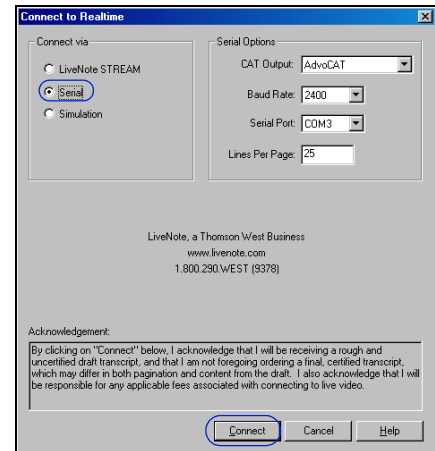 Connect to Realtime
Connect via
LiveNote STREAM
Serial
Simulation
Serial Options
CAT Output: AdvoCAT
Baud Rate: 2400
Serial Port: COM3
Lines Per Page: 25
LiveNote, a Thomson West Business
www.livenote.com
1.800.290.WEST (9378)
Acknowledgement:
By clicking on "Connect" below, I acknowledge that I will be receiving a rough and
uncertified draft transcript, and that I am not foregoing ordering a final, certified transcript,
which may differ in both pagination and content from the draft. I also acknowledge that I will
be responsible for any applicable fees associated with connecting to live video.
Connect Cancel Help